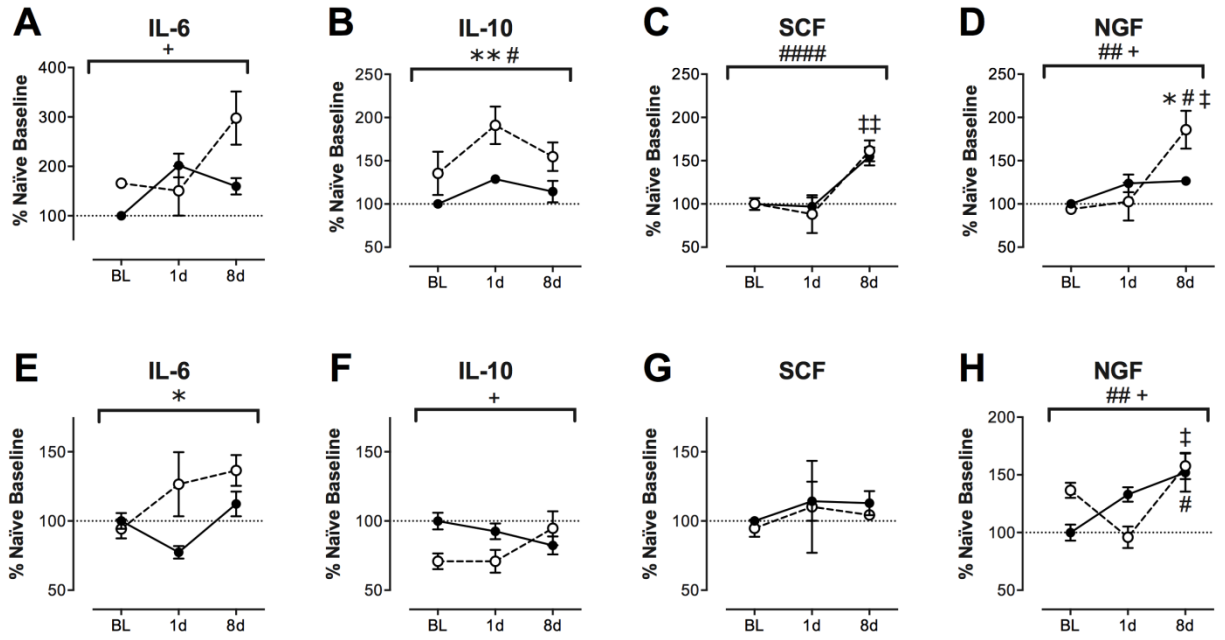 A IL-6
+
% Naïve Baseline
400
300
200
100
BL 1d 8d
B IL-10
** #
% Naïve Baseline
250
200
150
100
50
BL 1d 8d
C SCF
####
% Naïve Baseline
250
200
150
100
50
‡‡
BL 1d 8d
D NGF
## +
% Naïve Baseline
250
200
150
100
50
* # ‡
BL 1d 8d
E IL-6
*
% Naïve Baseline
150
100
50
BL 1d 8d
F IL-10
+
% Naïve Baseline
150
100
50
BL 1d 8d
G SCF
% Naïve Baseline
150
100
50
BL 1d 8d
H NGF
## +
% Naïve Baseline
200
150
100
50
‡
#
BL 1d 8d